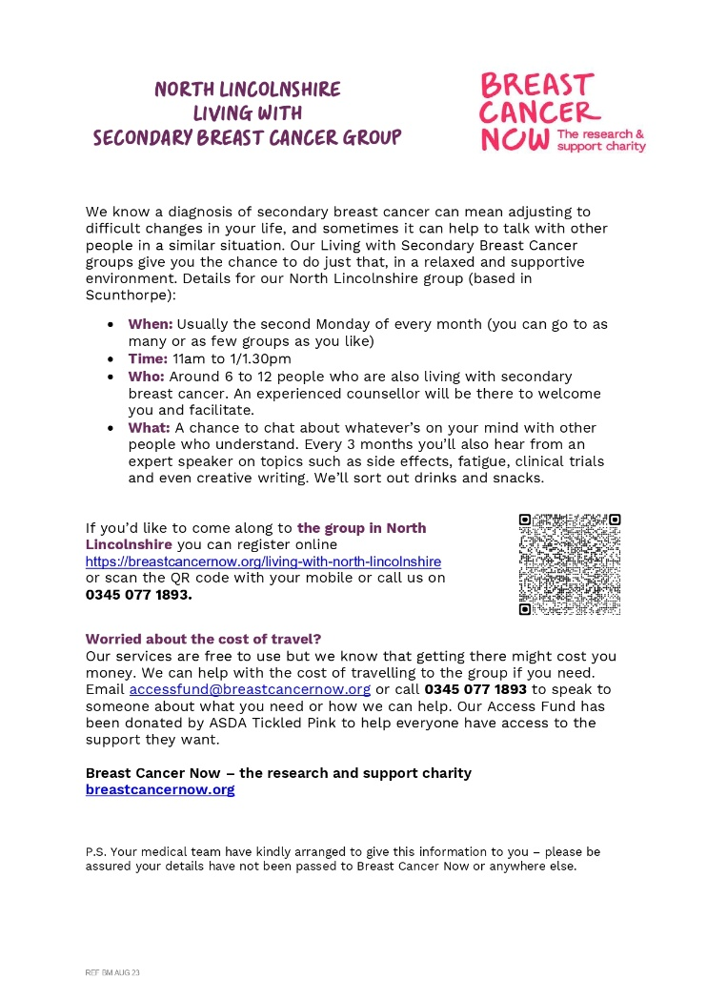 NORTH LINCOLNSHIRE
LIVING WITH
SECONDARY BREAST CANCER GROUP
BREAST
CANCER
NOW The research &
support charity
We know a diagnosis of secondary breast cancer can mean adjusting to
difficult changes in your life, and sometimes it can help to talk with other
people in a similar situation. Our Living with Secondary Breast Cancer
groups give you the chance to do just that, in a relaxed and supportive
environment. Details for our North Lincolnshire group (based in
Scunthorpe):
• When: Usually the second Monday of every month (you can go to as
many or as few groups as you like)
• Time: 11am to 1/1.30pm
• Who: Around 6 to 12 people who are also living with secondary
breast cancer. An experienced counsellor will be there to welcome
you and facilitate.
• What: A chance to chat about whatever's on your mind with other
people who understand. Every 3 months you'll also hear from an
expert speaker on topics such as side effects, fatigue, clinical trials
and even creative writing. We'll sort out drinks and snacks.
If you'd like to come along to the group in North
Lincolnshire you can register online
https://breastcancernow.org/living-with-north-lincolnshire
or scan the QR code with your mobile or call us on
0345 077 1893.
Worried about the cost of travel?
Our services are free to use but we know that getting there might cost you
money. We can help with the cost of travelling to the group if you need.
Email accessfund@breastcancernow.org or call 0345 077 1893 to speak to
someone about what you need or how we can help. Our Access Fund has
been donated by ASDA Tickled Pink to help everyone have access to the
support they want.
Breast Cancer Now – the research and support charity
breastcancernow.org
P.S. Your medical team have kindly arranged to give this information to you – please be
assured your details have not been passed to Breast Cancer Now or anywhere else.
REF BM AUG 23